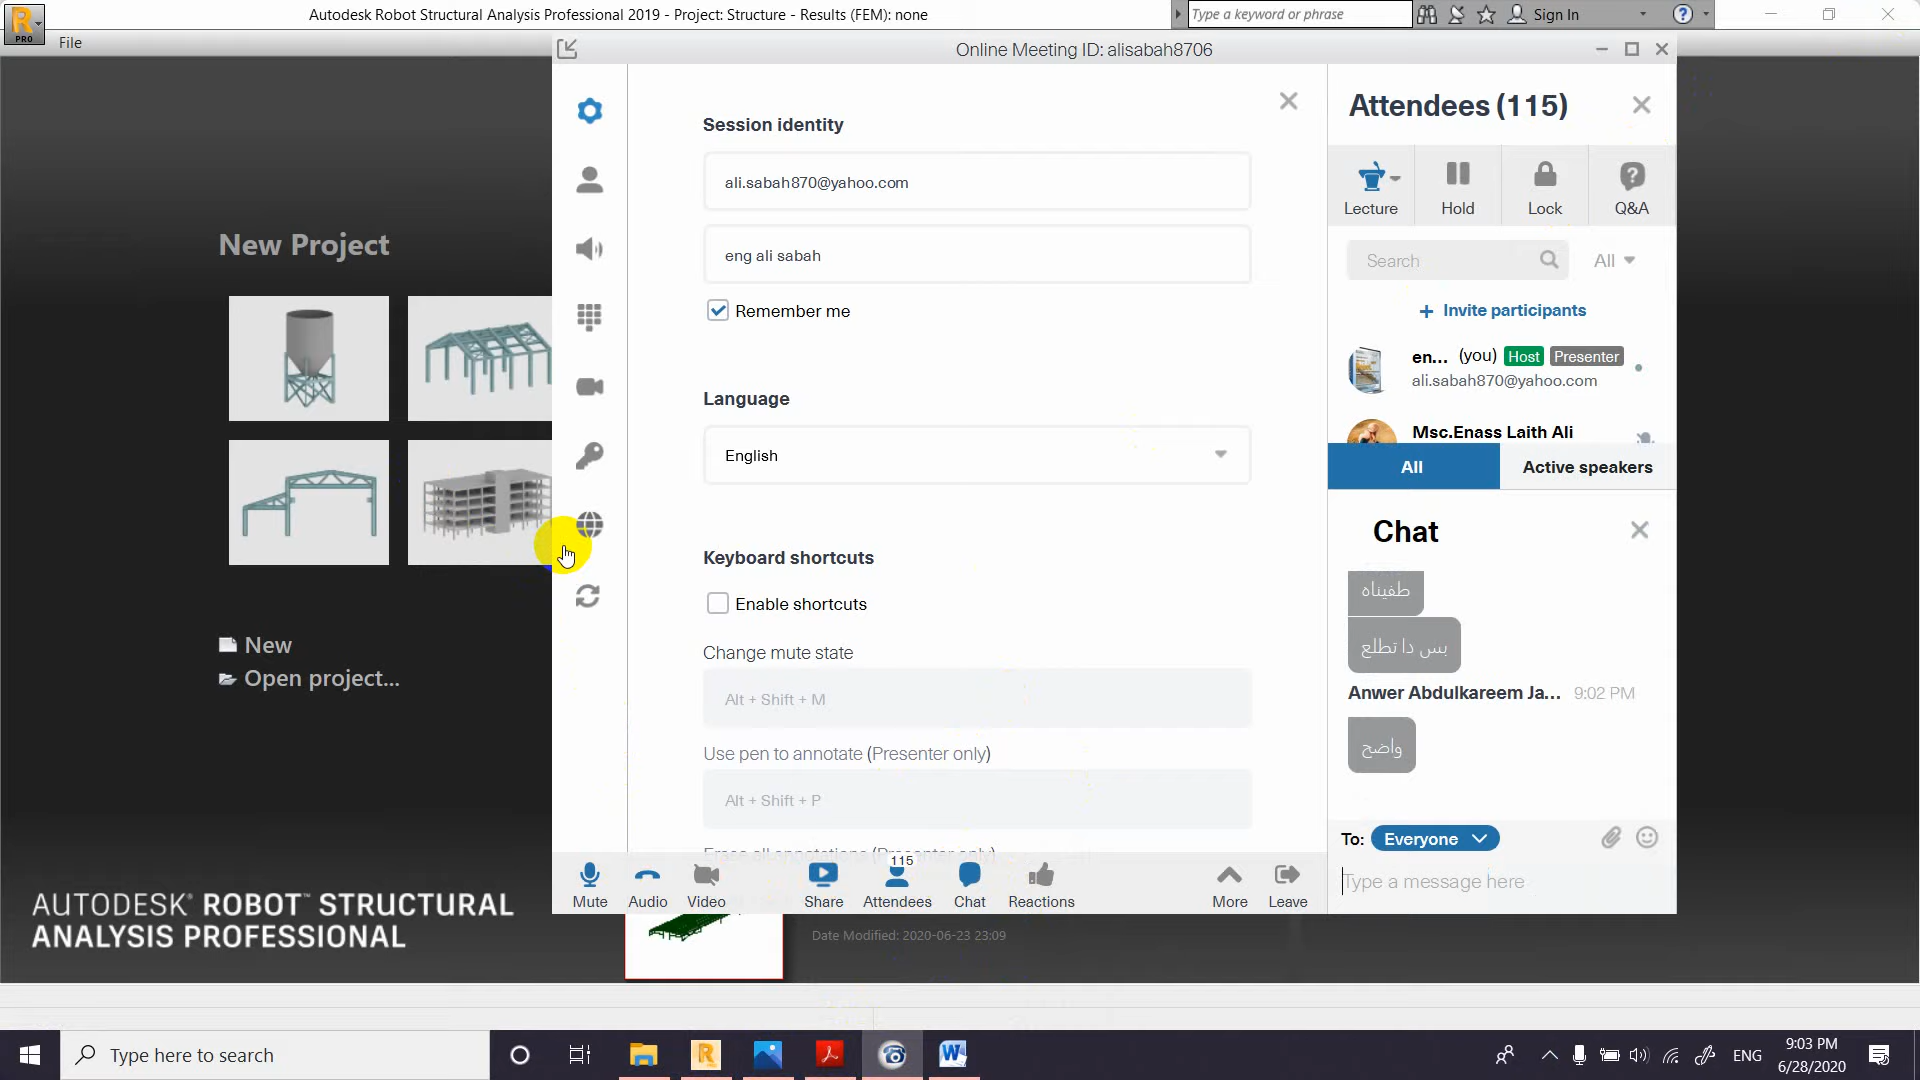 Autodesk Robot Structural Analysis Professional 2019 - Project: Structure - Results (FEM): none
Type a keyword or phrase
Sign In
PRO
File
Online Meeting ID: alisabah8706
New Project
New
Open project...
AUTODESK® ROBOT™ STRUCTURAL
ANALYSIS PROFESSIONAL
Session identity
ali.sabah870@yahoo.com
eng ali sabah
Remember me
Language
English
Keyboard shortcuts
Enable shortcuts
Change mute state
Alt + Shift + M
Use pen to annotate (Presenter only)
Alt + Shift + P
Erase all annotations (Presenter only)
Attendees (115)
Lecture
Hold
Lock
Q&A
Search
All
+ Invite participants
en... (you) Host Presenter
ali.sabah870@yahoo.com
Msc.Enass Laith Ali
All
Active speakers
Chat
طفيناه
بس دا تطلع
Anwer Abdulkareem Ja... 9:02 PM
واضح
To: Everyone
Type a message here
115
Mute
Audio
Video
Share
Attendees
Chat
Reactions
More
Leave
Date Modified: 2020-06-23 23:09
Type here to search
ENG
9:03 PM
6/28/2020